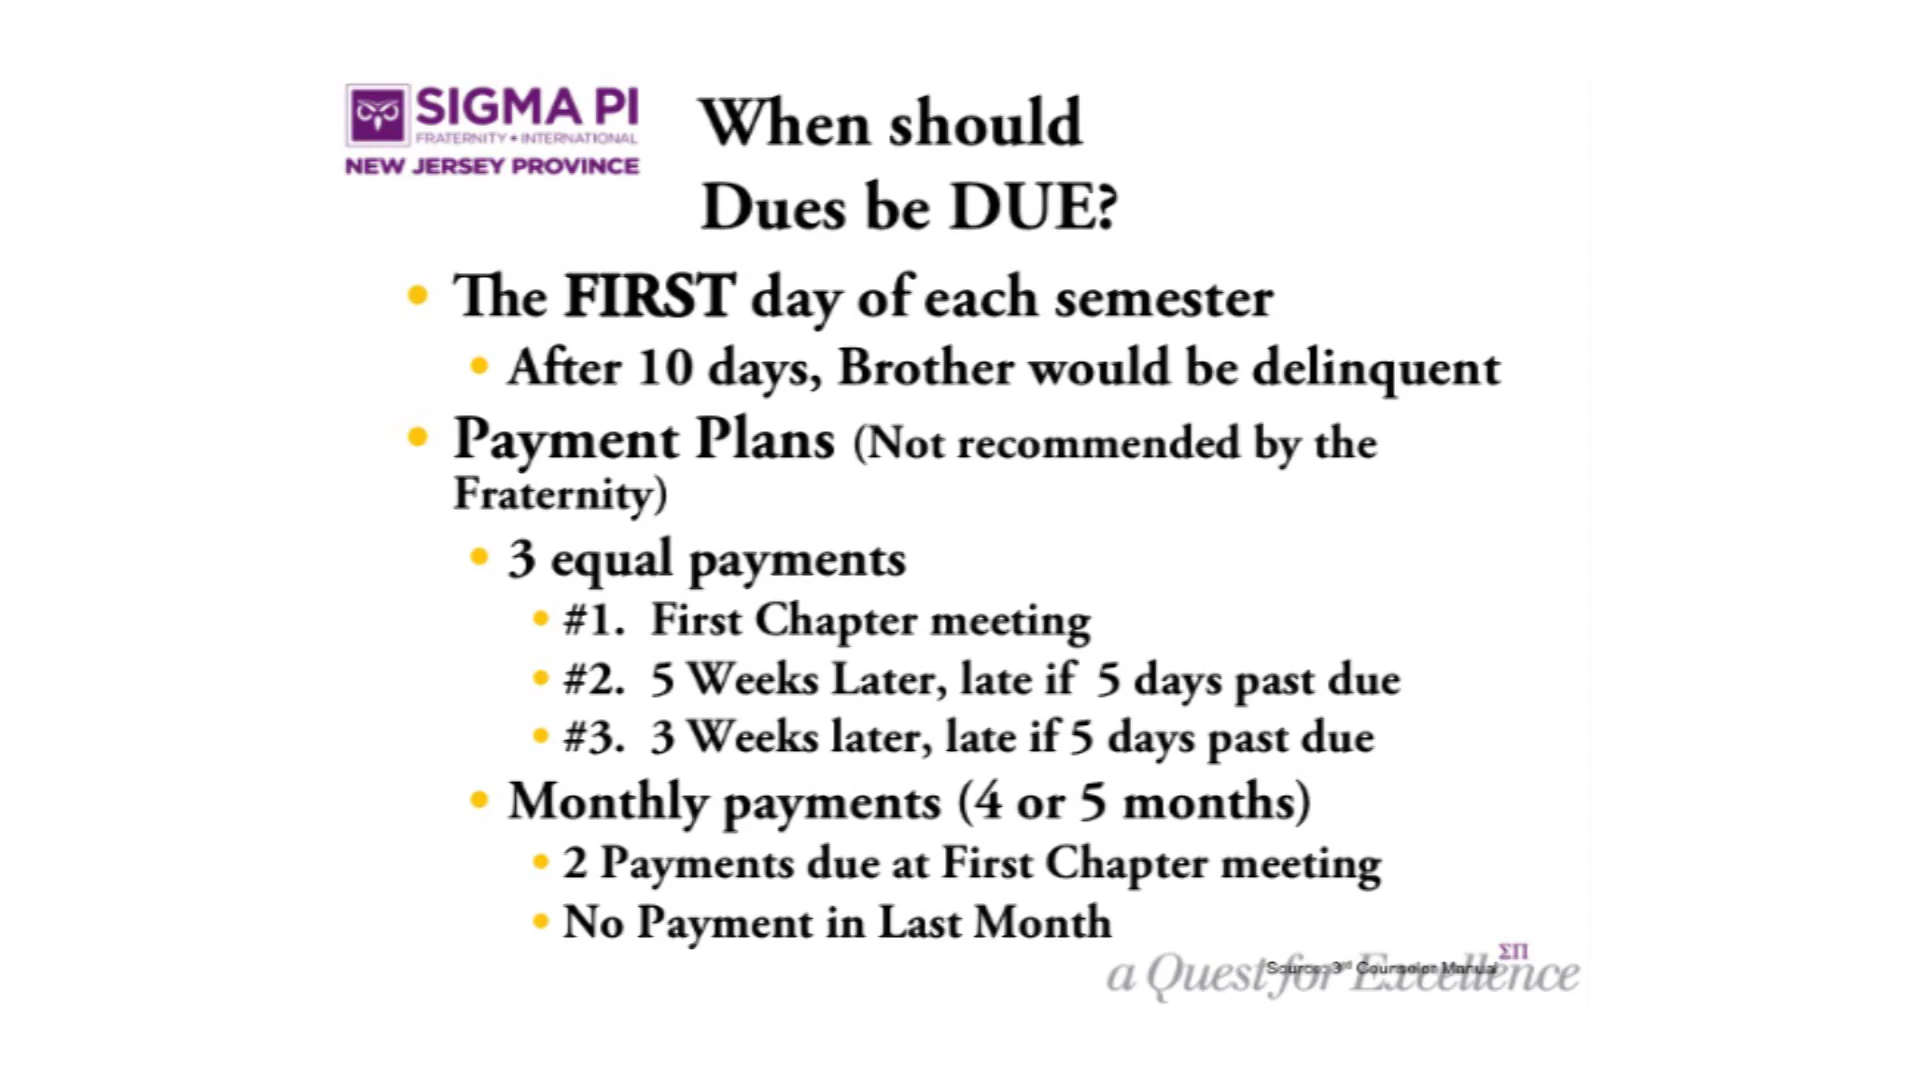 SIGMA PI
FRATERNITY • INTERNATIONAL
NEW JERSEY PROVINCE
When should
Dues be DUE?
• The FIRST day of each semester
• After 10 days, Brother would be delinquent
• Payment Plans (Not recommended by the
Fraternity)
• 3 equal payments
• #1. First Chapter meeting
• #2. 5 Weeks Later, late if 5 days past due
• #3. 3 Weeks later, late if 5 days past due
• Monthly payments (4 or 5 months)
• 2 Payments due at First Chapter meeting
• No Payment in Last Month
ΣΠ
Source: 3rd Counselor Manual
a Quest for Excellence